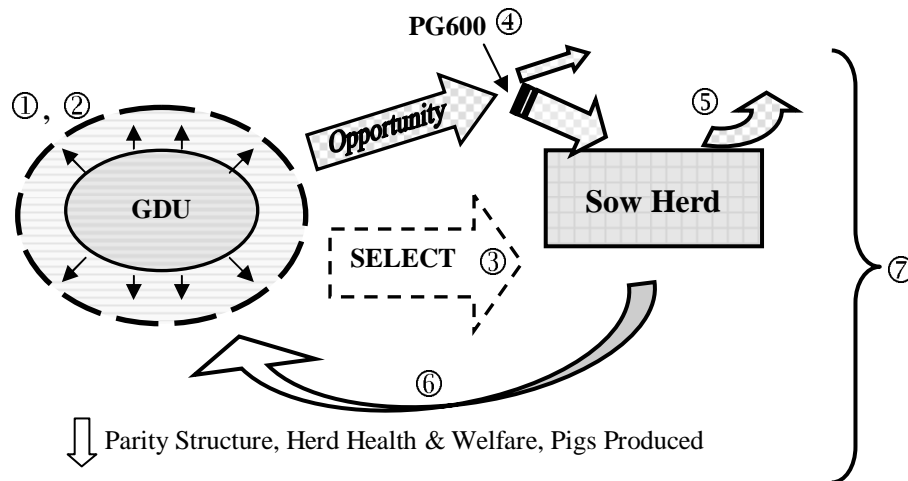 PG600 ④
①, ②
Opportunity
⑤
GDU
Sow Herd
SELECT ③
⑦
⑥
Parity Structure, Herd Health & Welfare, Pigs Produced